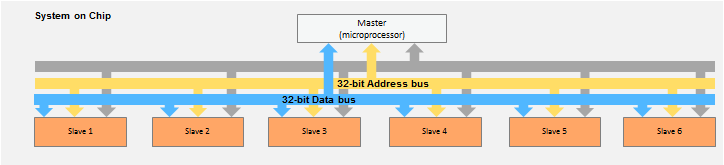 System on Chip
Master
(microprocessor)
32-bit Address bus
32-bit Data bus
Slave 1
Slave 2
Slave 3
Slave 4
Slave 5
Slave 6